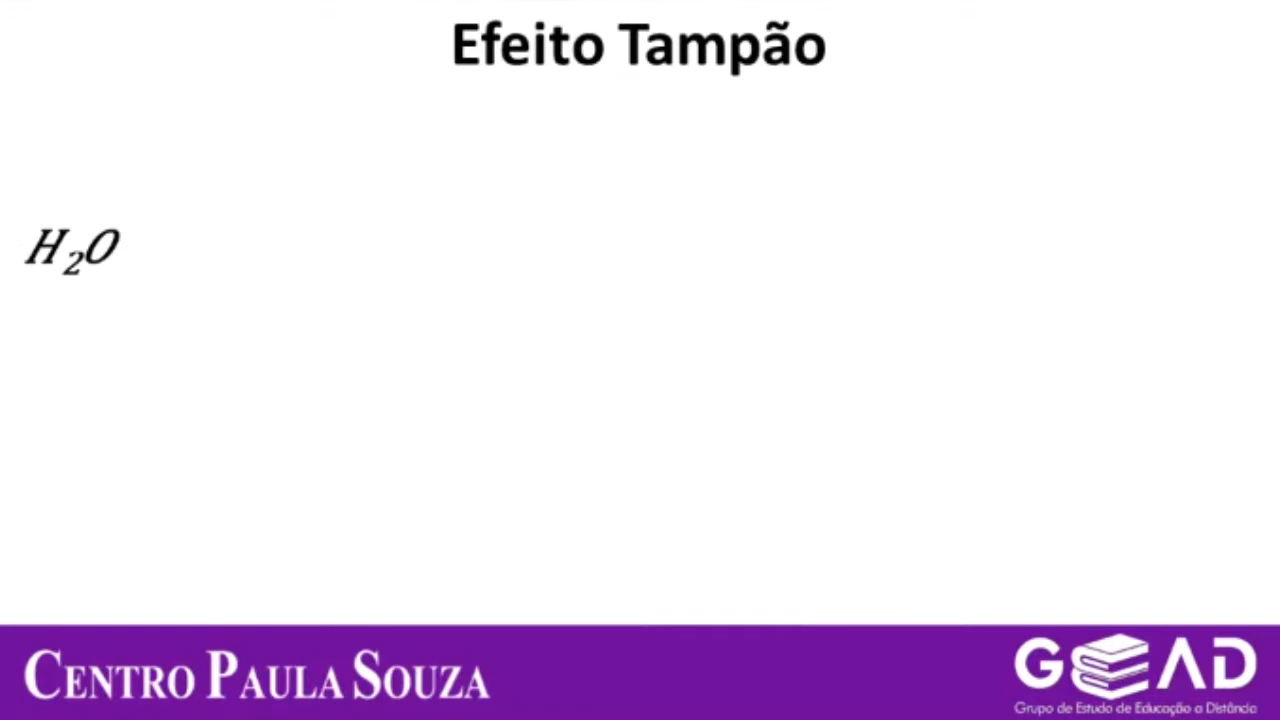 Efeito Tampão
H₂O
CENTRO PAULA SOUZA
GEAD
Grupo de Estudo de Educação a Distância